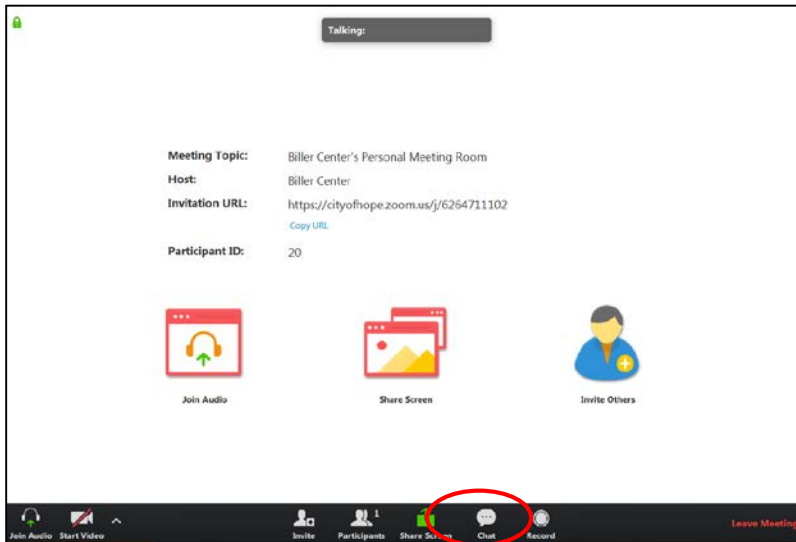 Talking:
Meeting Topic: Biller Center's Personal Meeting Room
Host: Biller Center
Invitation URL: https://cityofhope.zoom.us/j/6264711102
Copy URL
Participant ID: 20
Join Audio Share Screen Invite Others
1
Join Audio Start Video Invite Participants Share Screen Chat Record Leave Meeting